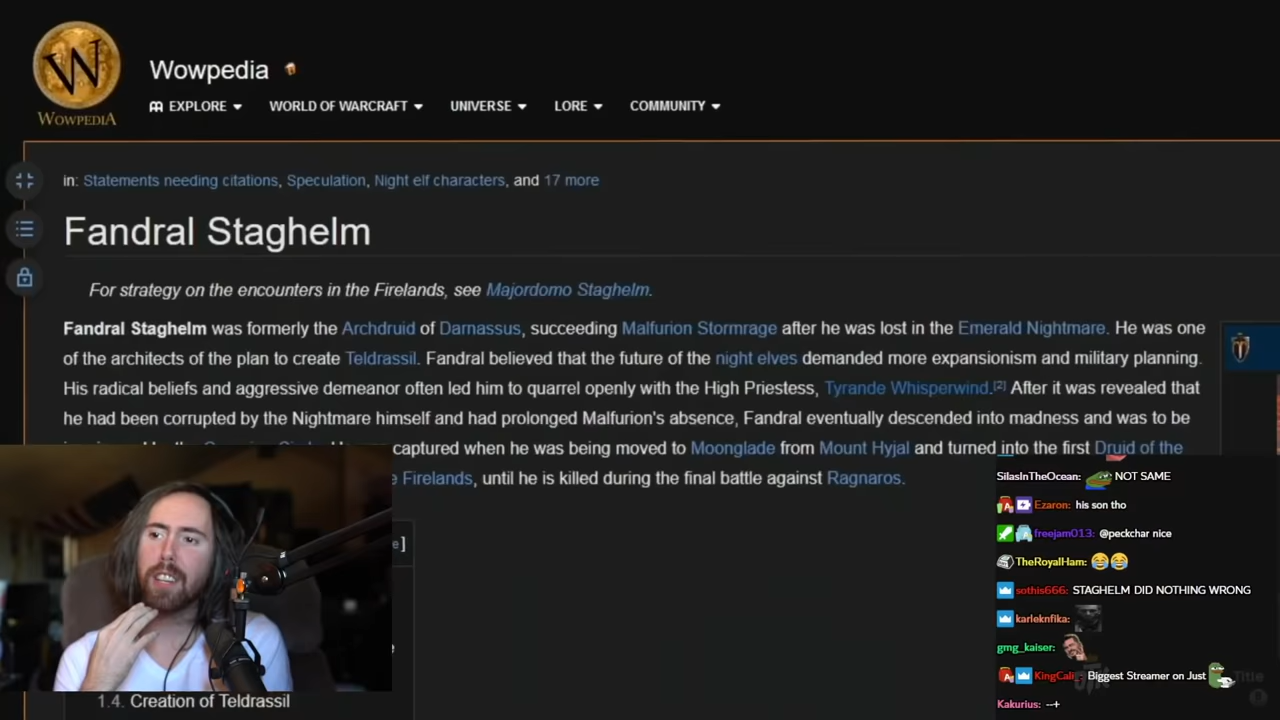 W
WOWPEDIA
Wowpedia
EXPLORE
WORLD OF WARCRAFT
UNIVERSE
LORE
COMMUNITY
in: Statements needing citations, Speculation, Night elf characters, and 17 more
Fandral Staghelm
For strategy on the encounters in the Firelands, see Majordomo Staghelm.
Fandral Staghelm was formerly the Archdruid of Darnassus, succeeding Malfurion Stormrage after he was lost in the Emerald Nightmare. He was one
of the architects of the plan to create Teldrassil. Fandral believed that the future of the night elves demanded more expansionism and military planning.
His radical beliefs and aggressive demeanor often led him to quarrel openly with the High Priestess, Tyrande Whisperwind.[2] After it was revealed that
he had been corrupted by the Nightmare himself and had prolonged Malfurion's absence, Fandral eventually descended into madness and was to be
captured when he was being moved to Moonglade from Mount Hyjal and turned into the first Druid of the
e Firelands, until he is killed during the final battle against Ragnaros.
e]
1.4. Creation of Teldrassil
SilasInTheOcean: NOT SAME
Ezaron: his son tho
freejam013: @peckchar nice
TheRoyalHam:
sothis666: STAGHELM DID NOTHING WRONG
karleknfika:
gmg_kaiser:
KingCali_: Biggest Streamer on Just
Kakurius: --+